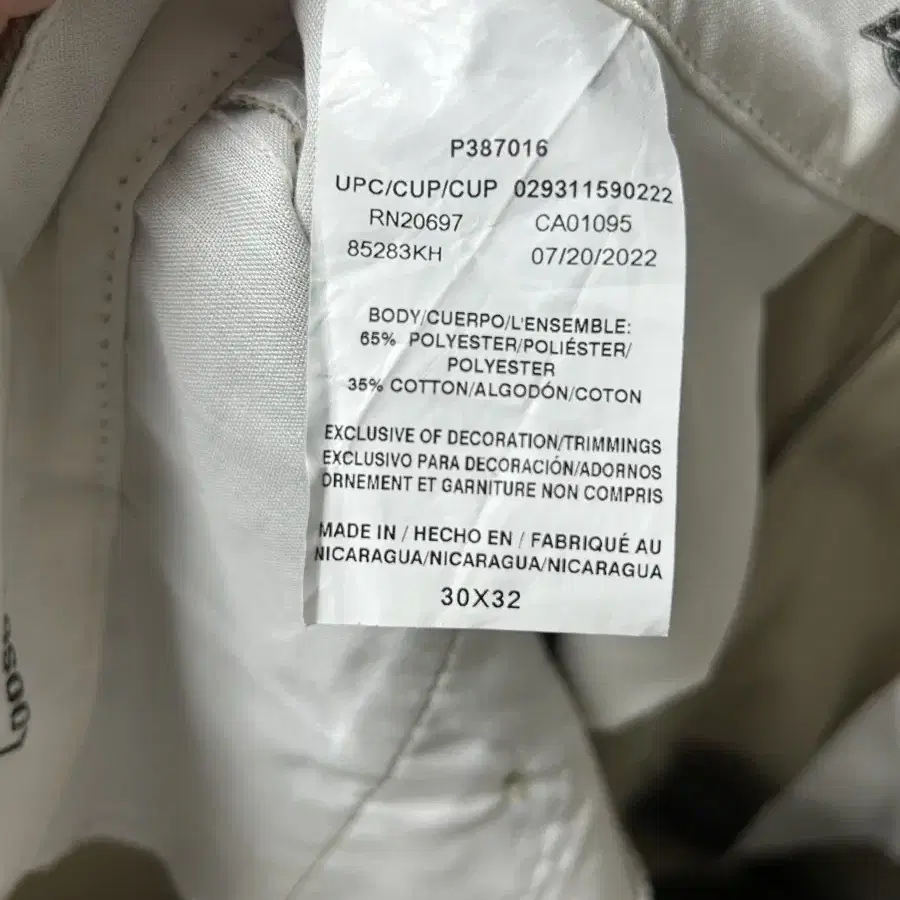 P387016
UPC/CUP/CUP 029311590222
RN20697 CA01095
85283KH 07/20/2022
BODY/CUERPO/L'ENSEMBLE:
65% POLYESTER/POLIÉSTER/
POLYESTER
35% COTTON/ALGODÓN/COTON
EXCLUSIVE OF DECORATION/TRIMMINGS
EXCLUSIVO PARA DECORACIÓN/ADORNOS
ORNEMENT ET GARNITURE NON COMPRIS
MADE IN / HECHO EN / FABRIQUÉ AU
NICARAGUA/NICARAGUA/NICARAGUA
30X32